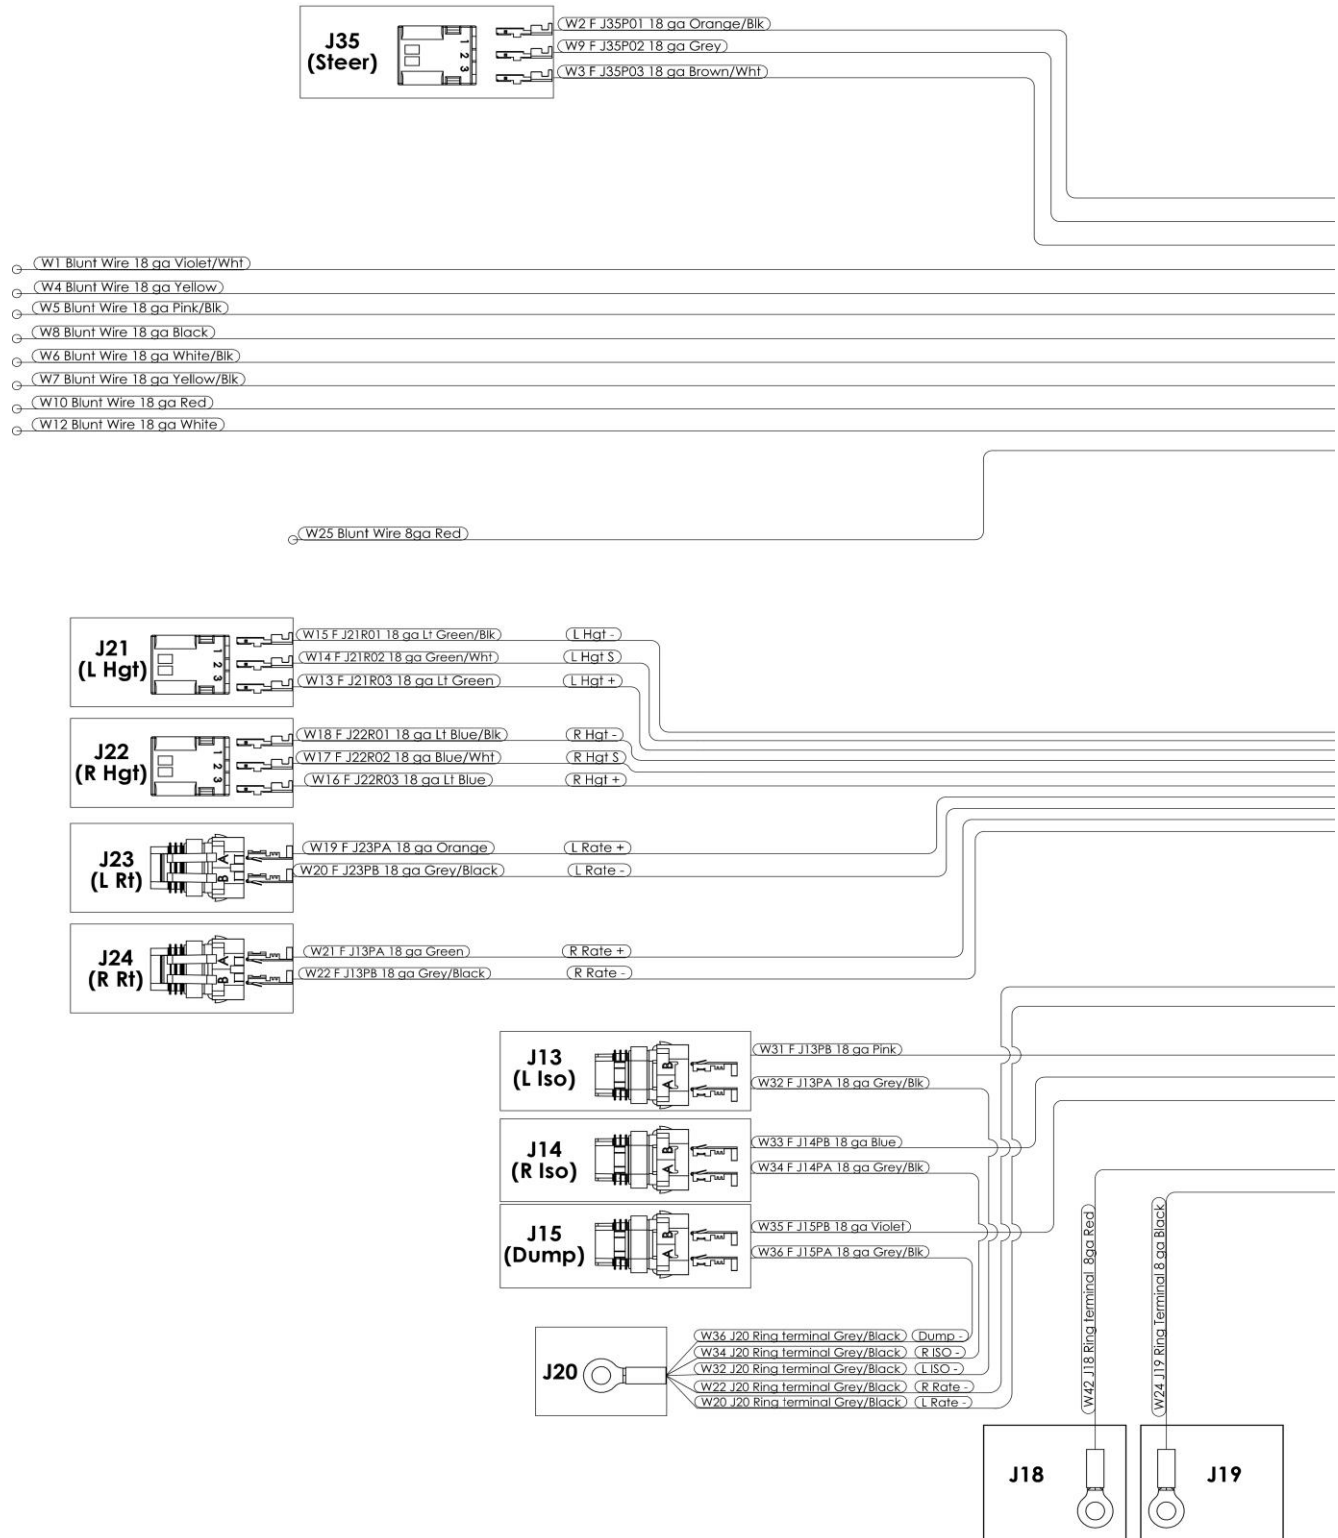 J35
(Steer)
1
2
3
W2 F J35P01 18 ga Orange/Blk
W9 F J35P02 18 ga Grey
W3 F J35P03 18 ga Brown/Wht
W1 Blunt Wire 18 ga Violet/Wht
W4 Blunt Wire 18 ga Yellow
W5 Blunt Wire 18 ga Pink/Blk
W8 Blunt Wire 18 ga Black
W6 Blunt Wire 18 ga White/Blk
W7 Blunt Wire 18 ga Yellow/Blk
W10 Blunt Wire 18 ga Red
W12 Blunt Wire 18 ga White
W25 Blunt Wire 8ga Red
J21
(L Hgt)
1
2
3
W15 F J21R01 18 ga Lt Green/Blk L Hgt -
W14 F J21R02 18 ga Green/Wht L Hgt S
W13 F J21R03 18 ga Lt Green L Hgt +
J22
(R Hgt)
1
2
3
W18 F J22R01 18 ga Lt Blue/Blk R Hgt -
W17 F J22R02 18 ga Blue/Wht R Hgt S
W16 F J22R03 18 ga Lt Blue R Hgt +
J23
(L Rt)
A
B
W19 F J23PA 18 ga Orange L Rate +
W20 F J23PB 18 ga Grey/Black L Rate -
J24
(R Rt)
A
B
W21 F J13PA 18 ga Green R Rate +
W22 F J13PB 18 ga Grey/Black R Rate -
J13
(L Iso)
B
A
W31 F J13PB 18 ga Pink
W32 F J13PA 18 ga Grey/Blk
J14
(R Iso)
B
A
W33 F J14PB 18 ga Blue
W34 F J14PA 18 ga Grey/Blk
J15
(Dump)
B
A
W35 F J15PB 18 ga Violet
W36 F J15PA 18 ga Grey/Blk
J20
W36 J20 Ring terminal Grey/Black Dump -
W34 J20 Ring terminal Grey/Black R ISO -
W32 J20 Ring terminal Grey/Black L ISO -
W22 J20 Ring terminal Grey/Black R Rate -
W20 J20 Ring terminal Grey/Black L Rate -
W42 J18 Ring terminal 8ga Red
W24 J19 Ring Terminal 8 ga Black
J18
J19